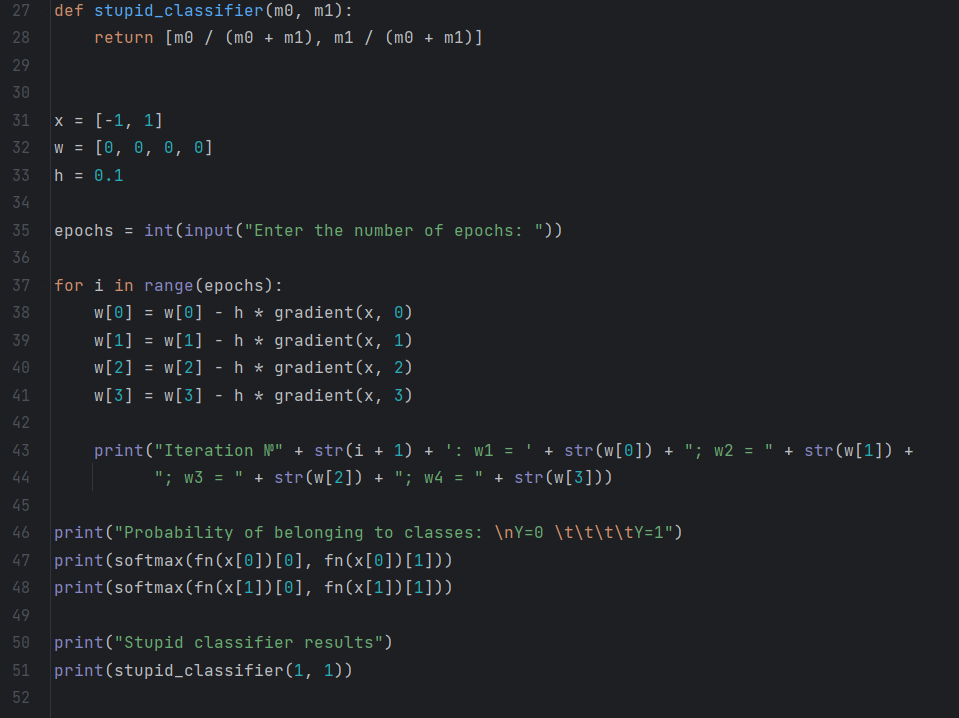 27 def stupid_classifier(m0, m1):
28     return [m0 / (m0 + m1), m1 / (m0 + m1)]
29
30
31 x = [-1, 1]
32 w = [0, 0, 0, 0]
33 h = 0.1
34
35 epochs = int(input("Enter the number of epochs: "))
36
37 for i in range(epochs):
38     w[0] = w[0] - h * gradient(x, 0)
39     w[1] = w[1] - h * gradient(x, 1)
40     w[2] = w[2] - h * gradient(x, 2)
41     w[3] = w[3] - h * gradient(x, 3)
42
43     print("Iteration №" + str(i + 1) + ': w1 = ' + str(w[0]) + "; w2 = " + str(w[1]) +
44           "; w3 = " + str(w[2]) + "; w4 = " + str(w[3]))
45
46 print("Probability of belonging to classes: \nY=0 \t\t\t\tY=1")
47 print(softmax(fn(x[0])[0], fn(x[0])[1]))
48 print(softmax(fn(x[1])[0], fn(x[1])[1]))
49
50 print("Stupid classifier results")
51 print(stupid_classifier(1, 1))
52